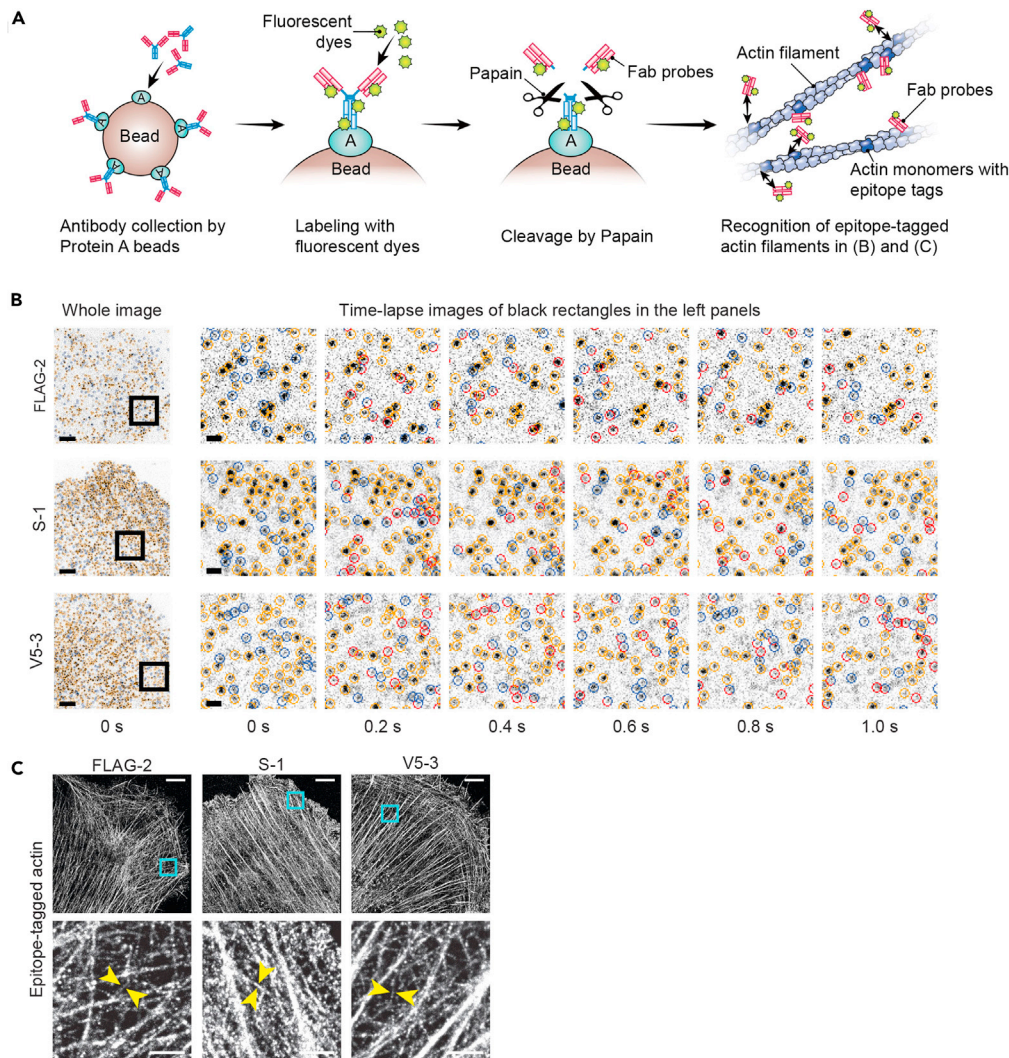 A
Fluorescent
dyes
A
Bead
A
A
A
A
Antibody collection by
Protein A beads
A
Bead
Labeling with
fluorescent dyes
Papain
Fab probes
A
Bead
Cleavage by Papain
Actin filament
Fab probes
Actin monomers with
epitope tags
Recognition of epitope-tagged
actin filaments in (B) and (C)
B
Whole image
Time-lapse images of black rectangles in the left panels
FLAG-2
S-1
V5-3
0 s
0 s
0.2 s
0.4 s
0.6 s
0.8 s
1.0 s
C
FLAG-2
S-1
V5-3
Epitope-tagged actin